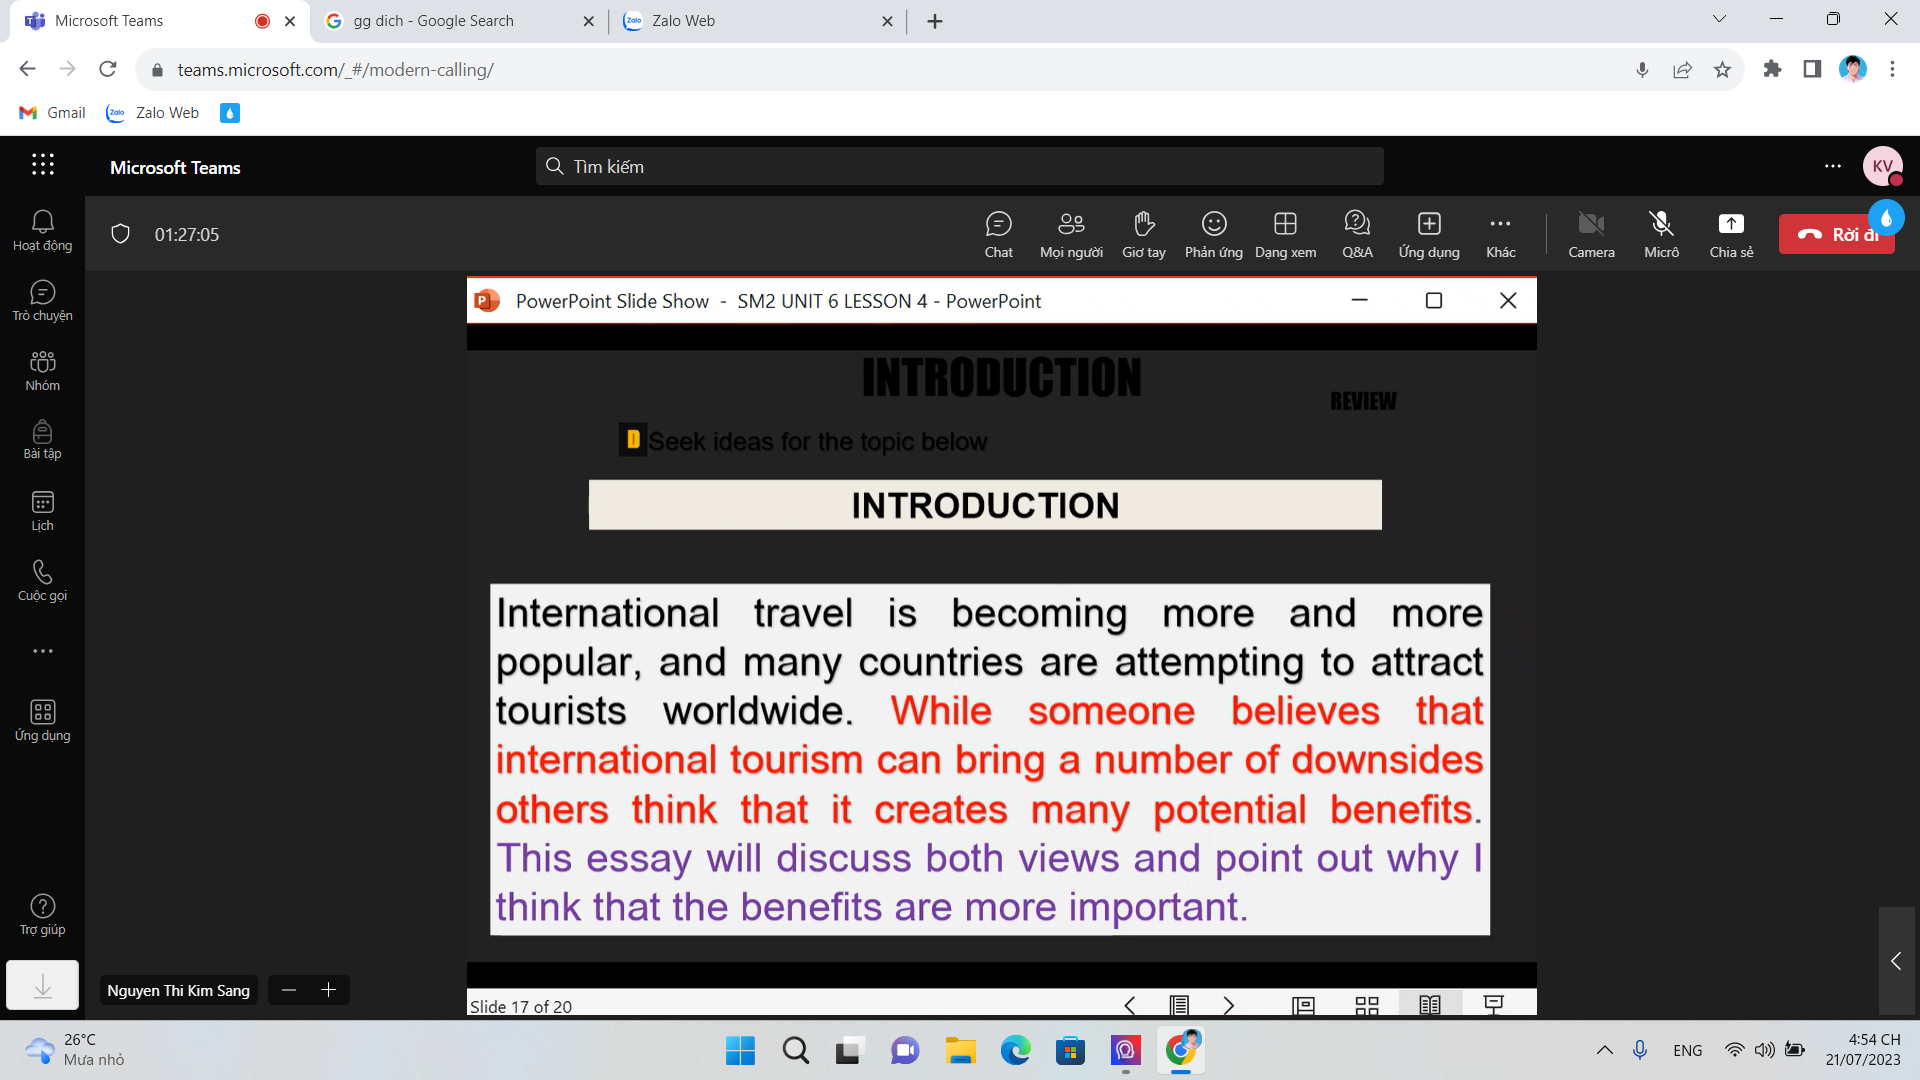 Microsoft Teams
gg dich - Google Search
Zalo Web
teams.microsoft.com/_#/modern-calling/
Gmail
Zalo Web
Microsoft Teams
Tìm kiếm
KV
01:27:05
Chat
Mọi người
Giơ tay
Phản ứng
Dạng xem
Q&A
Ứng dụng
Khác
Camera
Micrô
Chia sẻ
Rời đi
Hoạt động
Trò chuyện
Nhóm
Bài tập
Lịch
Cuộc gọi
Ứng dụng
Trợ giúp
PowerPoint Slide Show - SM2 UNIT 6 LESSON 4 - PowerPoint
INTRODUCTION
REVIEW
D Seek ideas for the topic below
INTRODUCTION
International travel is becoming more and more
popular, and many countries are attempting to attract
tourists worldwide. While someone believes that
international tourism can bring a number of downsides
others think that it creates many potential benefits.
This essay will discuss both views and point out why I
think that the benefits are more important.
Nguyen Thi Kim Sang
Slide 17 of 20
26°C
Mưa nhỏ
ENG
4:54 CH
21/07/2023